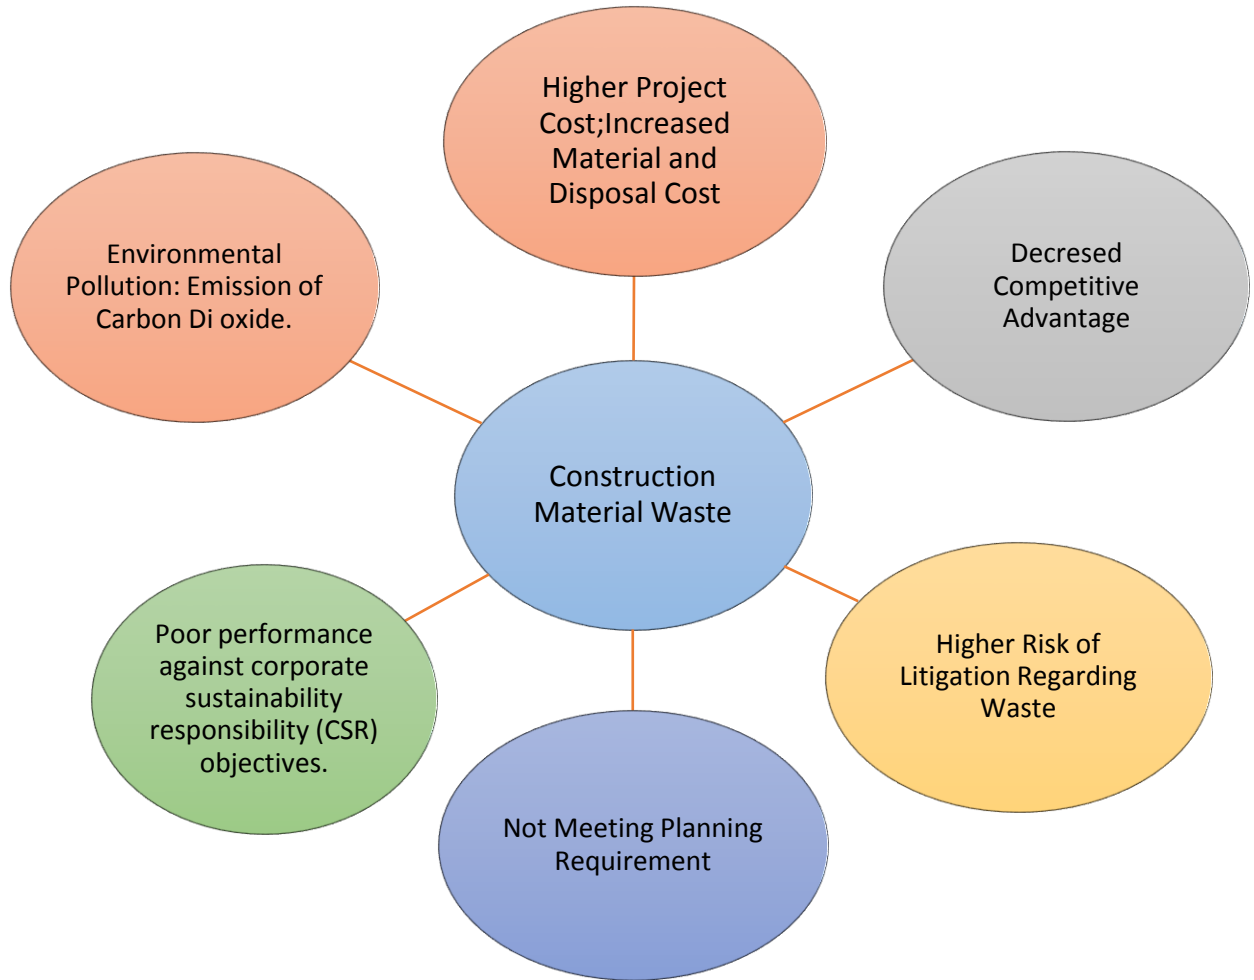 Higher Project
Cost;Increased
Material and
Disposal Cost
Environmental
Pollution: Emission of
Carbon Di oxide.
Decresed
Competitive
Advantage
Construction
Material Waste
Poor performance
against corporate
sustainability
responsibility (CSR)
objectives.
Higher Risk of
Litigation Regarding
Waste
Not Meeting Planning
Requirement